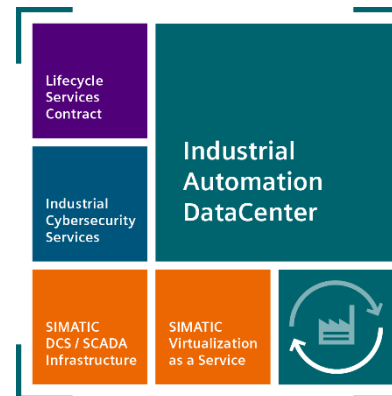 Lifecycle
Services
Contract
Industrial
Automation
DataCenter
Industrial
Cybersecurity
Services
SIMATIC
DCS / SCADA
Infrastructure
SIMATIC
Virtualization
as a Service